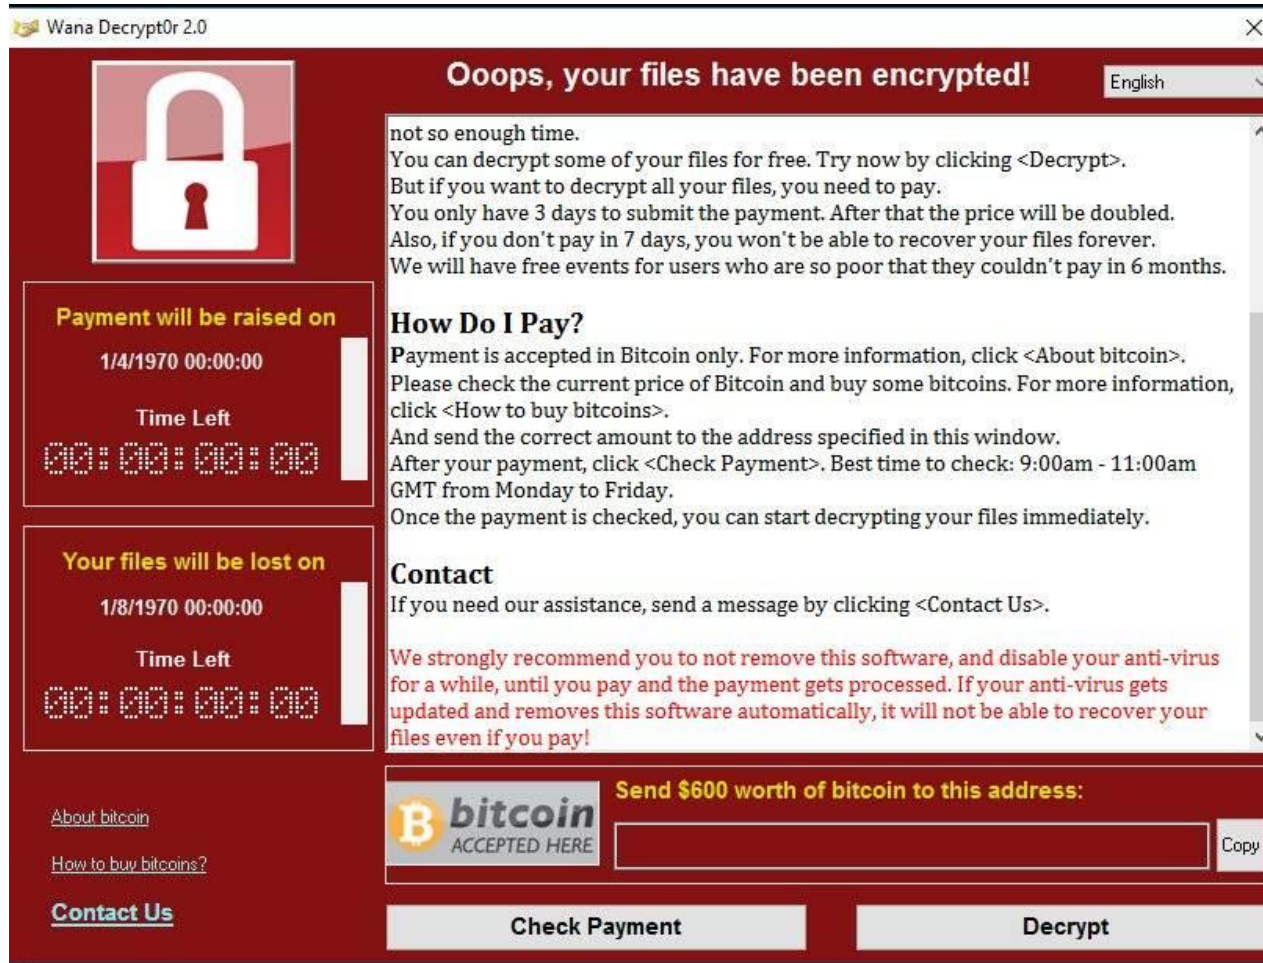 Wana Decrypt0r 2.0
Ooops, your files have been encrypted!
English
Payment will be raised on
1/4/1970 00:00:00
Time Left
00:00:00:00
Your files will be lost on
1/8/1970 00:00:00
Time Left
00:00:00:00
About bitcoin
How to buy bitcoins?
Contact Us
not so enough time.
You can decrypt some of your files for free. Try now by clicking <Decrypt>.
But if you want to decrypt all your files, you need to pay.
You only have 3 days to submit the payment. After that the price will be doubled.
Also, if you don't pay in 7 days, you won't be able to recover your files forever.
We will have free events for users who are so poor that they couldn't pay in 6 months.
How Do I Pay?
Payment is accepted in Bitcoin only. For more information, click <About bitcoin>.
Please check the current price of Bitcoin and buy some bitcoins. For more information,
click <How to buy bitcoins>.
And send the correct amount to the address specified in this window.
After your payment, click <Check Payment>. Best time to check: 9:00am - 11:00am
GMT from Monday to Friday.
Once the payment is checked, you can start decrypting your files immediately.
Contact
If you need our assistance, send a message by clicking <Contact Us>.
We strongly recommend you to not remove this software, and disable your anti-virus
for a while, until you pay and the payment gets processed. If your anti-virus gets
updated and removes this software automatically, it will not be able to recover your
files even if you pay!
bitcoin
ACCEPTED HERE
Send $600 worth of bitcoin to this address:
Copy
Check Payment
Decrypt